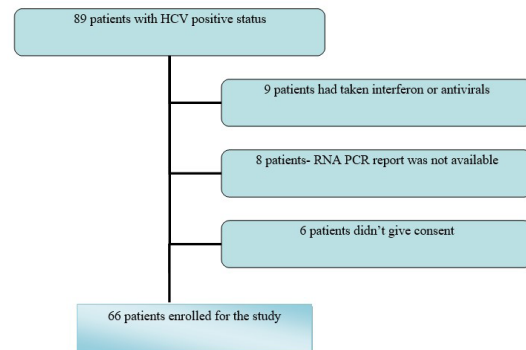 89 patients with HCV positive status
9 patients had taken interferon or antivirals
8 patients- RNA PCR report was not available
6 patients didn’t give consent
66 patients enrolled for the study